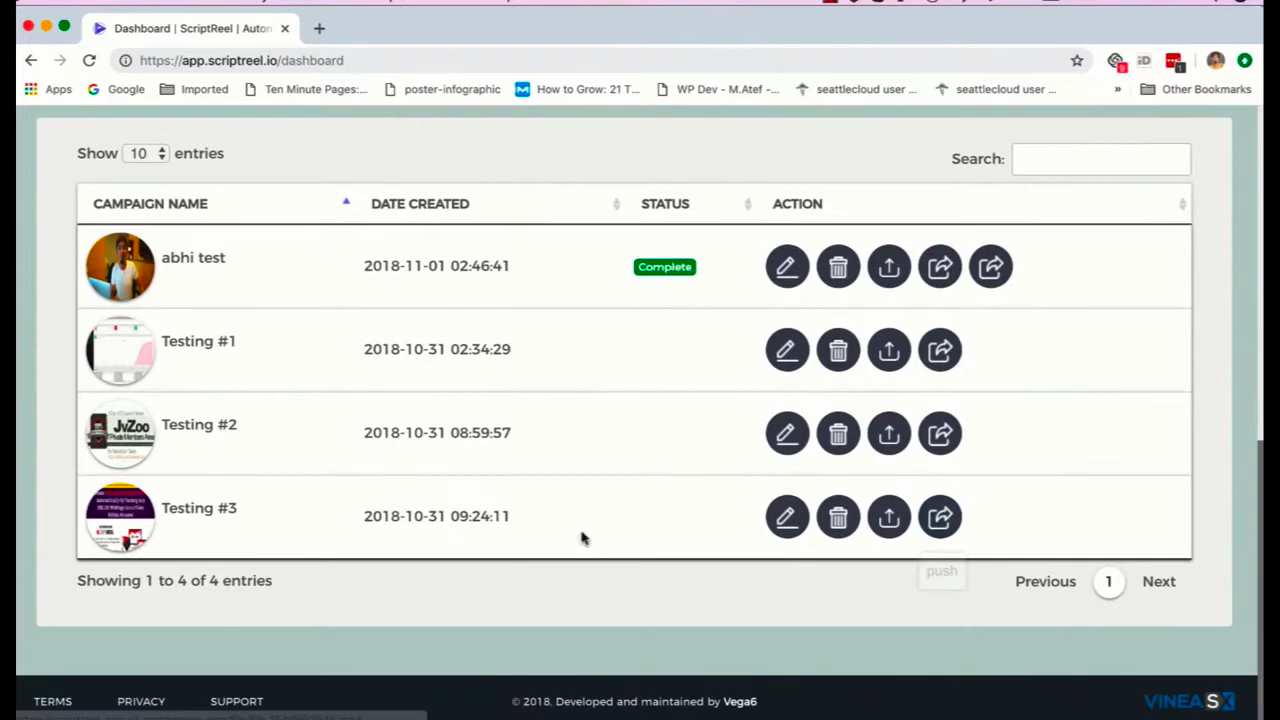 Dashboard | ScriptReel | Auton
https://app.scriptreel.io/dashboard
9
iD
1
Apps
Google
Imported
Ten Minute Pages:...
poster-infographic
How to Grow: 21 T...
WP Dev - M.Atef -...
seattlecloud user ...
seattlecloud user ...
»
Other Bookmarks
Show 10 entries
Search:
CAMPAIGN NAME DATE CREATED STATUS ACTION
abhi test 2018-11-01 02:46:41 Complete
Testing #1 2018-10-31 02:34:29
JvZoo
Testing #2 2018-10-31 08:59:57
Testing #3 2018-10-31 09:24:11
Showing 1 to 4 of 4 entries
push
Previous 1 Next
TERMS PRIVACY SUPPORT
© 2018. Developed and maintained by Vega6
VINEASX